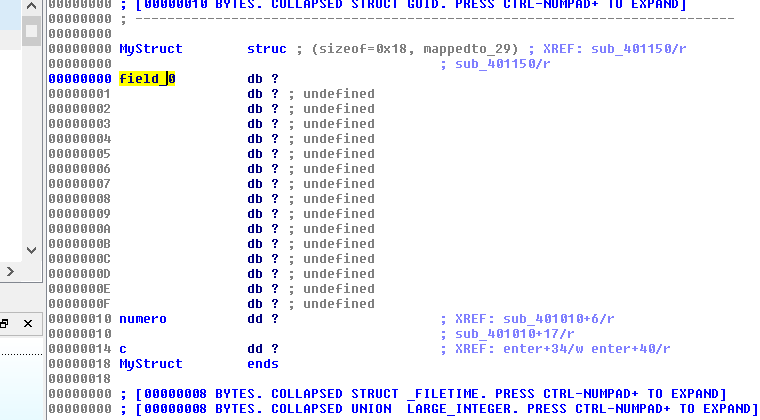 00000000 ; [00000010 BYTES. COLLAPSED STRUCT GUID. PRESS CTRL-NUMPAD+ TO EXPAND]
00000000 ; ---------------------------------------------------------------------------
00000000
00000000 MyStruct struc ; (sizeof=0x18, mappedto_29) ; XREF: sub_401150/r
00000000 ; sub_401150/r
00000000 field_0 db ?
00000001 db ? ; undefined
00000002 db ? ; undefined
00000003 db ? ; undefined
00000004 db ? ; undefined
00000005 db ? ; undefined
00000006 db ? ; undefined
00000007 db ? ; undefined
00000008 db ? ; undefined
00000009 db ? ; undefined
0000000A db ? ; undefined
0000000B db ? ; undefined
0000000C db ? ; undefined
0000000D db ? ; undefined
0000000E db ? ; undefined
0000000F db ? ; undefined
00000010 numero dd ? ; XREF: sub_401010+6/r
00000010 ; sub_401010+17/r
00000014 c dd ? ; XREF: enter+34/w enter+40/r
00000018 MyStruct ends
00000018
00000000 ; [00000008 BYTES. COLLAPSED STRUCT _FILETIME. PRESS CTRL-NUMPAD+ TO EXPAND]
00000000 ; [00000008 BYTES. COLLAPSED UNION LARGE_INTEGER. PRESS CTRL-NUMPAD+ TO EXPAND]